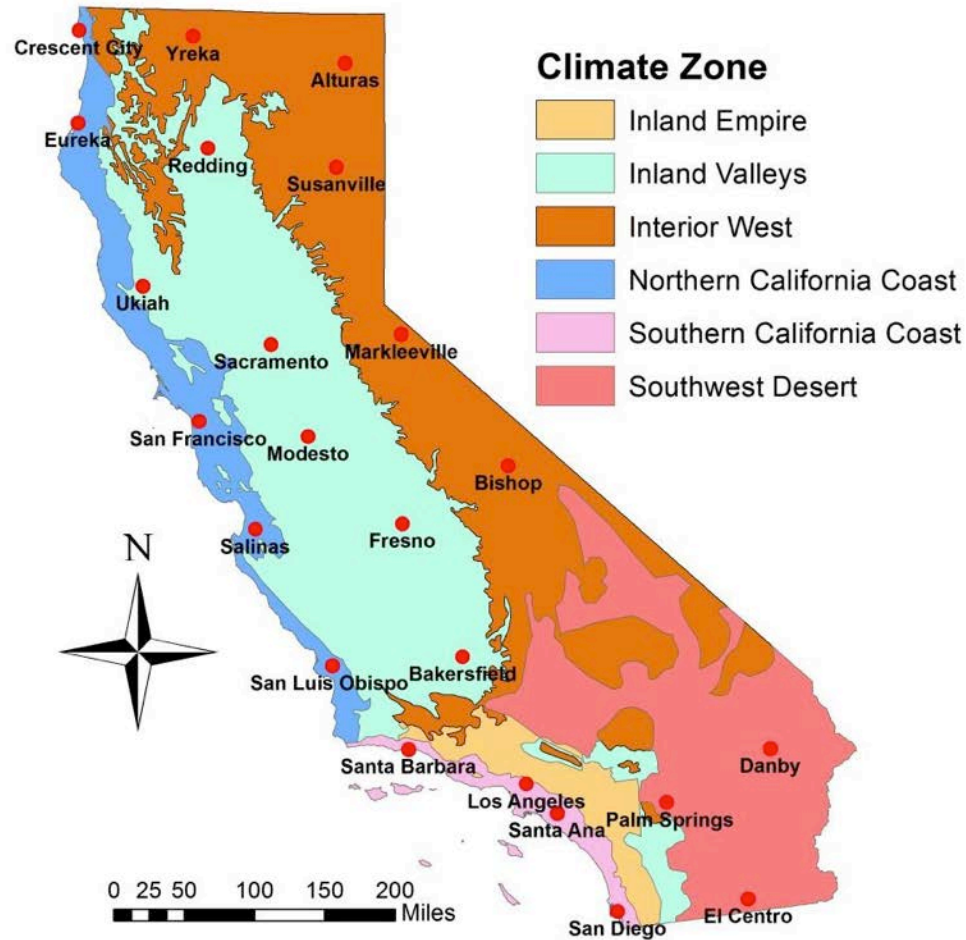 Crescent City
Yreka
Alturas
Eureka
Redding
Susanville
Ukiah
Sacramento
Markleeville
San Francisco
Modesto
Bishop
Salinas
Fresno
San Luis Obispo
Bakersfield
Santa Barbara
Danby
Los Angeles
Palm Springs
Santa Ana
San Diego
El Centro
Climate Zone
Inland Empire
Inland Valleys
Interior West
Northern California Coast
Southern California Coast
Southwest Desert
N
0 25 50 100 150 200
Miles